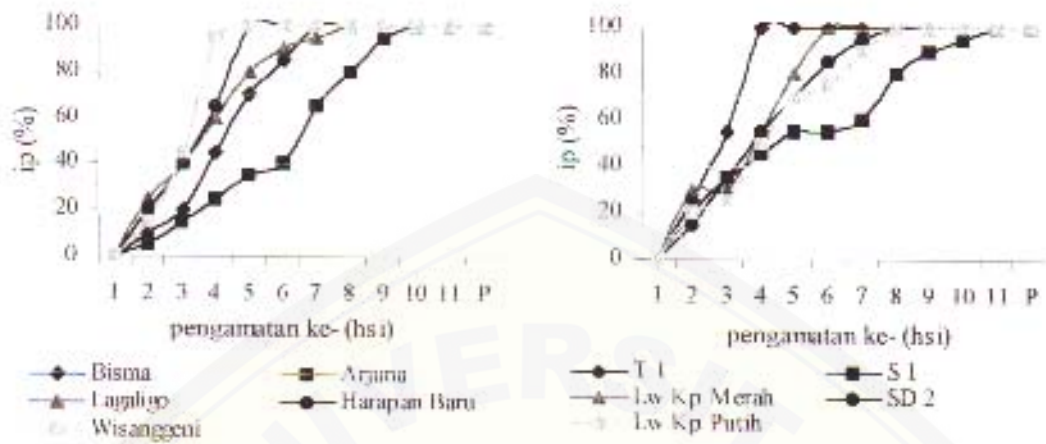 100
80
60
40
20
0
ip (%)
1 2 3 4 5 6 7 8 9 10 11 P
pengamatan ke- (hsi)
Bisma
Arjuna
Lagaligo
Harapan Baru
Wisanggeni
100
80
60
40
20
0
ip (%)
1 2 3 4 5 6 7 8 9 10 11 P
pengamatan ke- (hsi)
T 1
S 1
Lw Kp Merah
SD 2
Lw Kp Putih